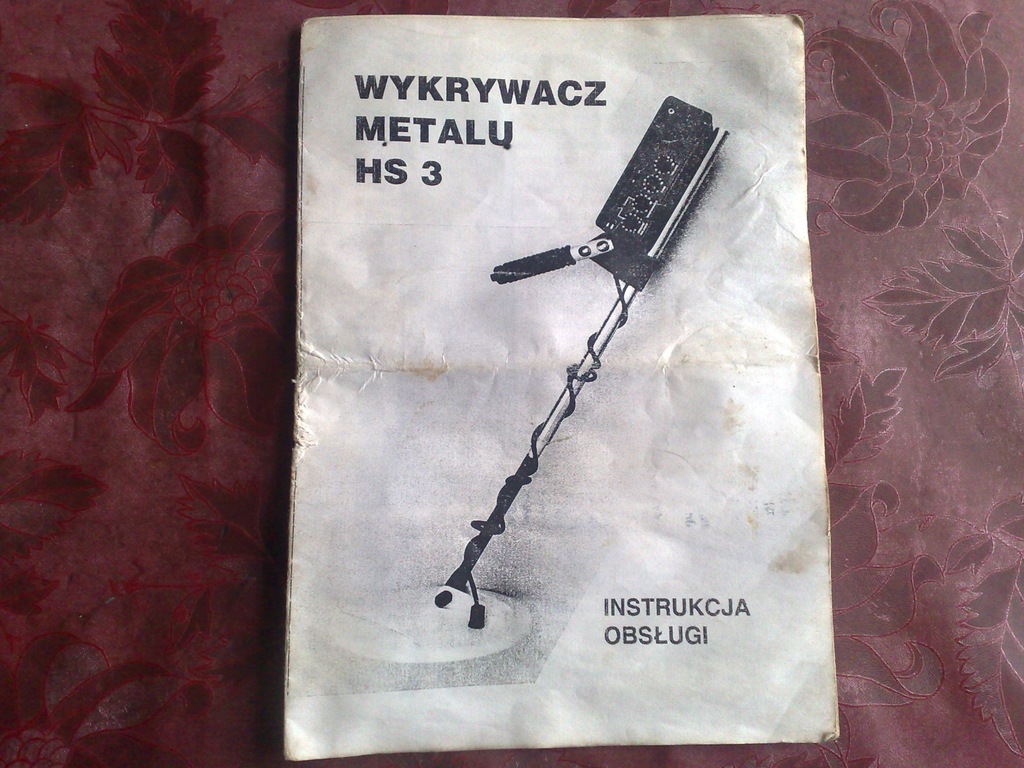 WYKRYWACZ
METALU
HS 3
INSTRUKCJA
OBSŁUGI